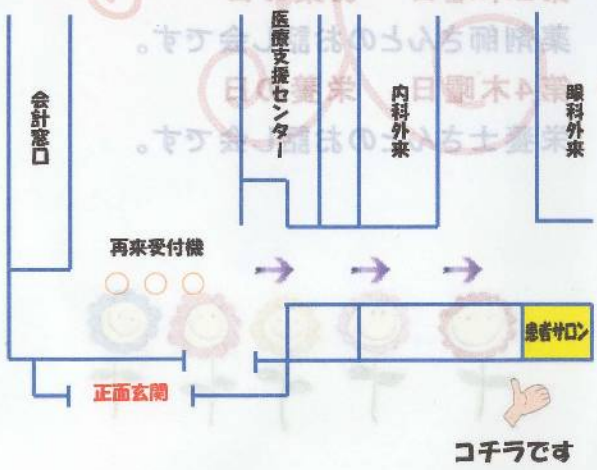 会計窓口
医療支援センター
内科外来
眼科外来
再来受付機
患者サロン
正面玄関
コチラです
第4木曜日 栄養の日
栄養士さんとのお話し会です。
薬剤師さんとのお話し会です。